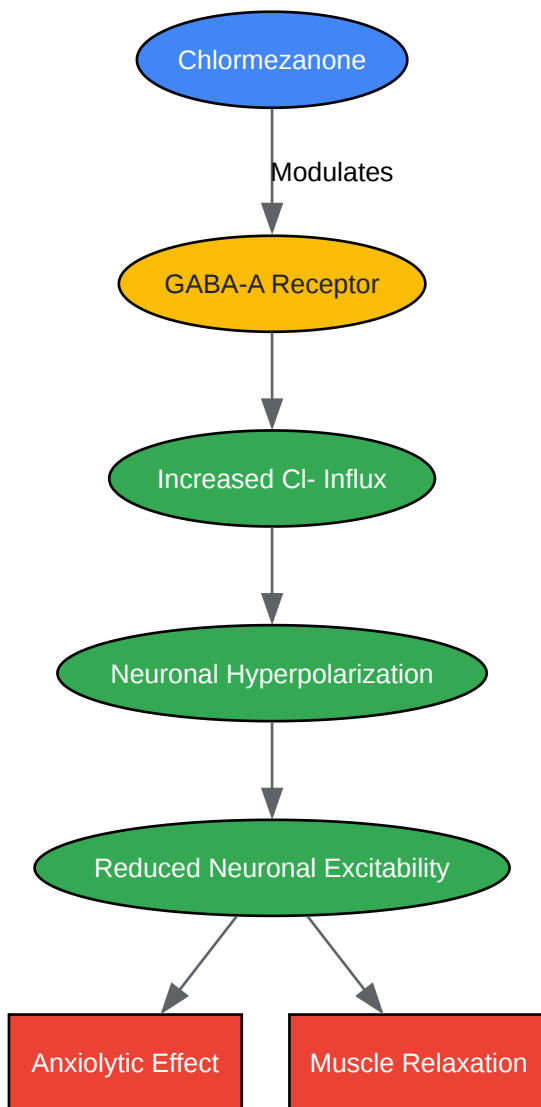 Chlormezanone
Modulates
GABA-A Receptor
Increased Cl- Influx
Neuronal Hyperpolarization
Reduced Neuronal Excitability
Anxiolytic Effect
Muscle Relaxation